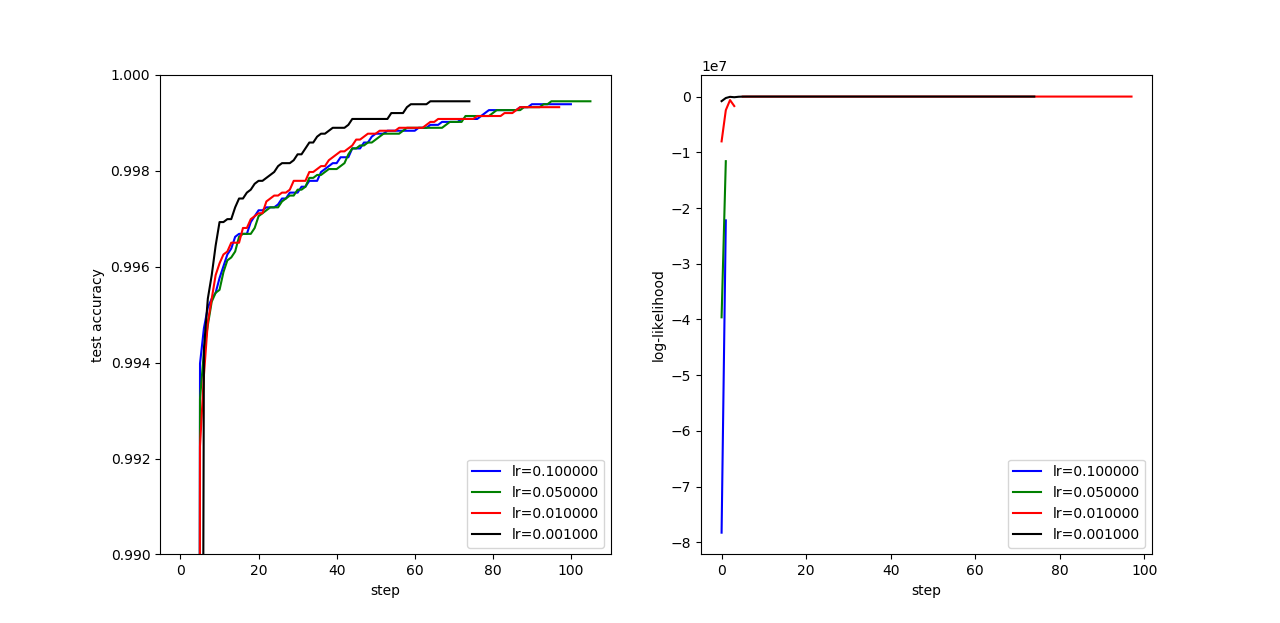 1.000
0.998
0.996
0.994
0.992
0.990
test accuracy
0 20 40 60 80 100
step
lr=0.100000
lr=0.050000
lr=0.010000
lr=0.001000
1e7
0
−1
−2
−3
−4
−5
−6
−7
−8
log-likelihood
0 20 40 60 80 100
step
lr=0.100000
lr=0.050000
lr=0.010000
lr=0.001000